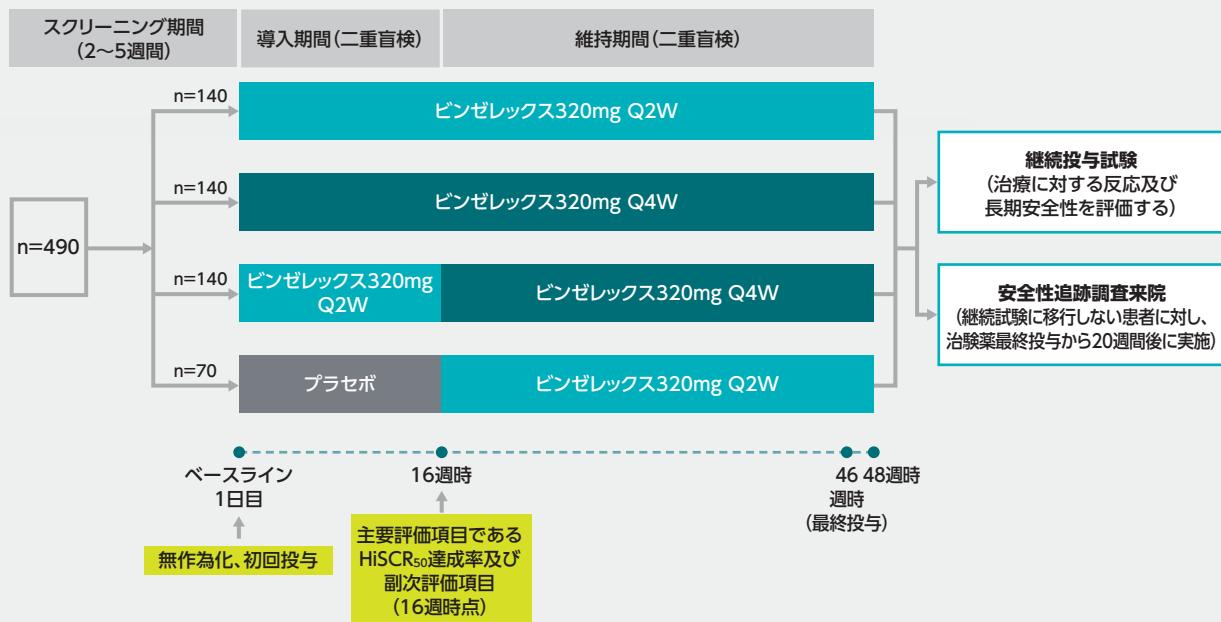 スクリーニング期間
（2～5週間）
導入期間（二重盲検）
維持期間（二重盲検）
n=490
n=140
ビンゼレックス320mg Q2W
n=140
ビンゼレックス320mg Q4W
n=140
ビンゼレックス320mg
Q2W
ビンゼレックス320mg Q4W
n=70
プラセボ
ビンゼレックス320mg Q2W
継続投与試験
（治療に対する反応及び
長期安全性を評価する）
安全性追跡調査来院
（継続試験に移行しない患者に対し、
治験薬最終投与から20週間後に実施）
ベースライン
1日目
16週時
46 48週時
週時
（最終投与）
無作為化、初回投与
主要評価項目である
HiSCR₅₀達成率及び
副次評価項目
（16週時点）